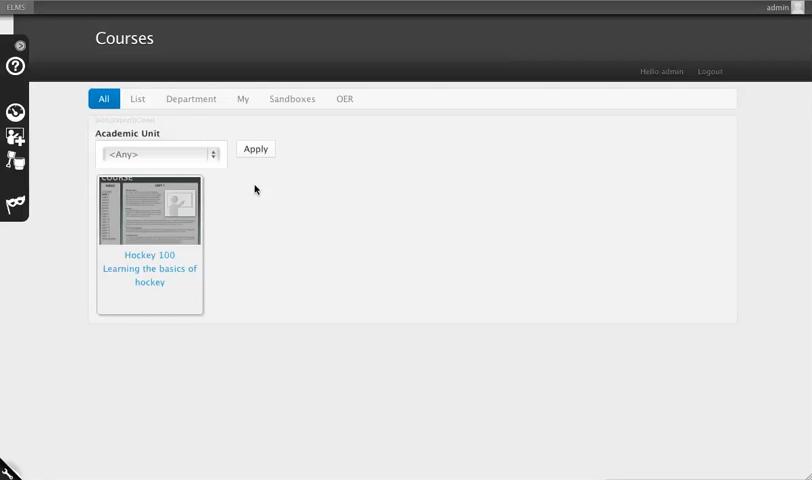 ELMS
admin
Courses
Hello admin
Logout
All
List
Department
My
Sandboxes
OER
Academic Unit
<Any>
Apply
COURSE
Hockey 100
Learning the basics of
hockey